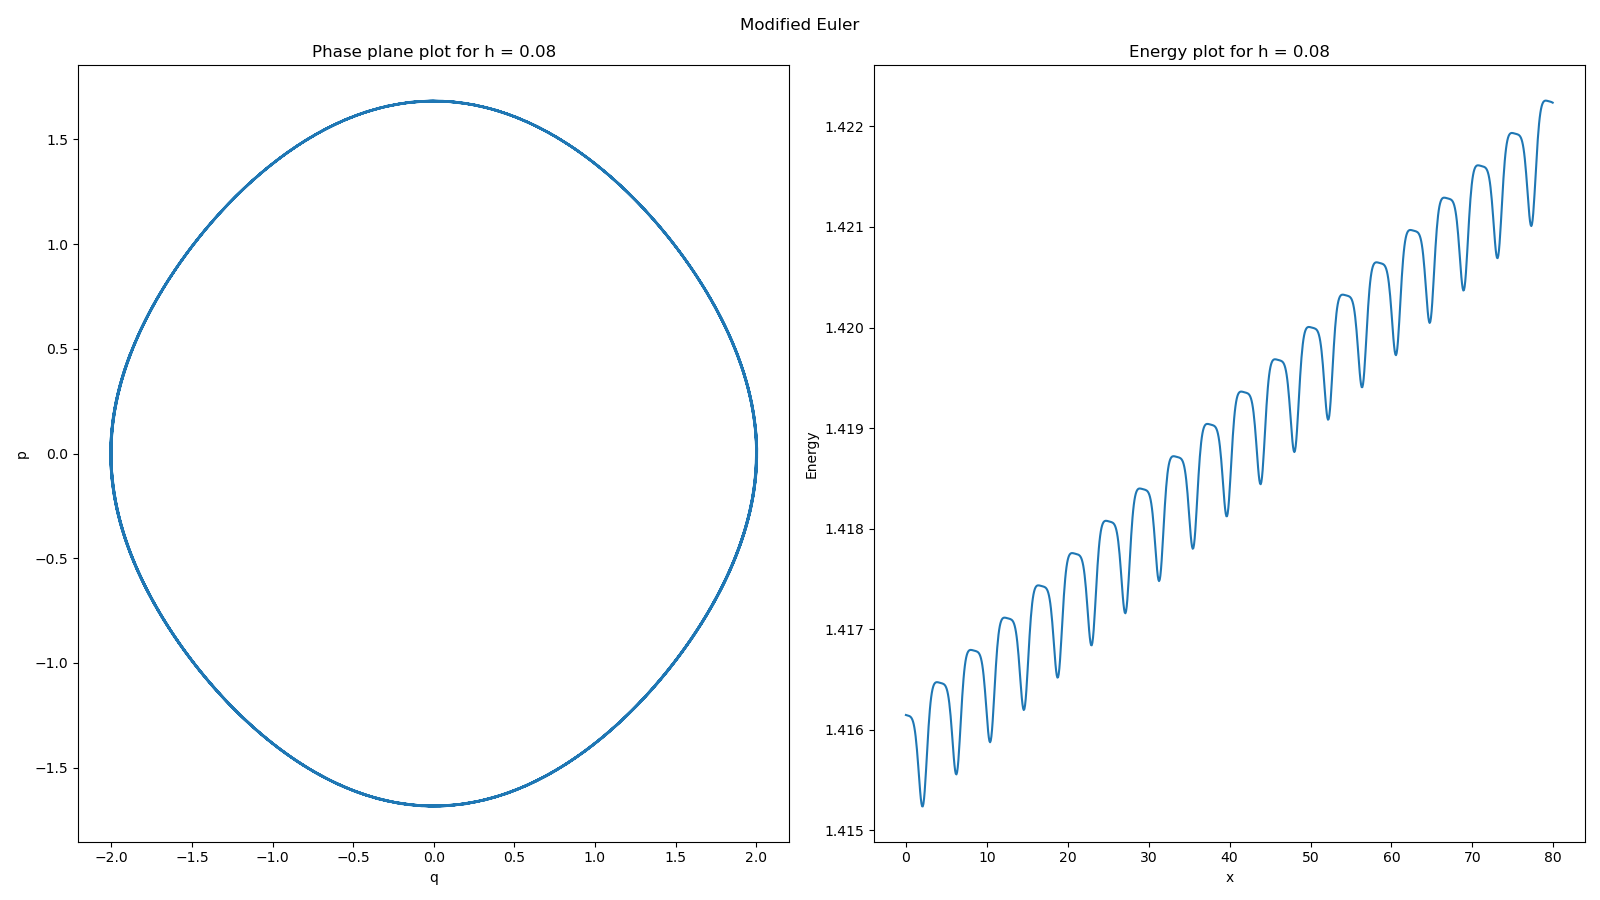 Modified Euler
Phase plane plot for h = 0.08
1.5
1.0
0.5
0.0
−0.5
−1.0
−1.5
p
−2.0 −1.5 −1.0 −0.5 0.0 0.5 1.0 1.5 2.0
q
Energy plot for h = 0.08
1.422
1.421
1.420
1.419
1.418
1.417
1.416
1.415
Energy
0 10 20 30 40 50 60 70 80
x